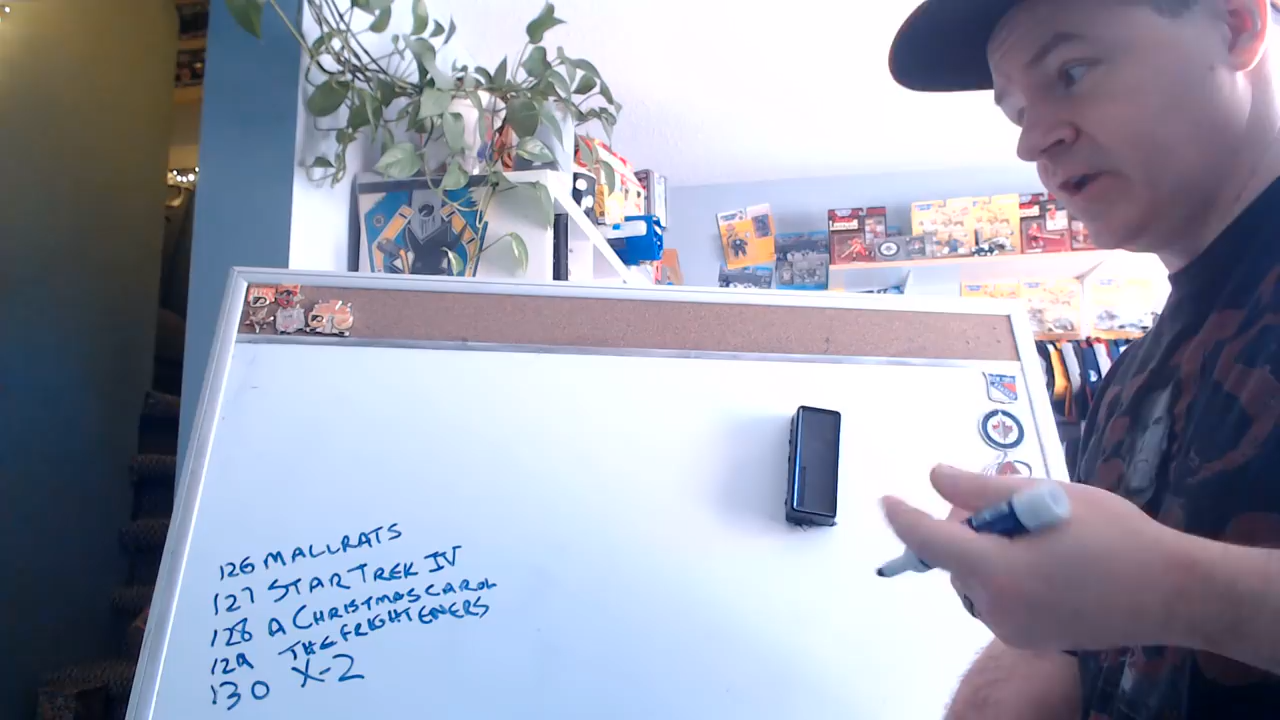 126 MALLRATS
127 STAR TREK IV
128 A CHRISTMAS CAROL
129 THE FRIGHTENERS
130 X-2